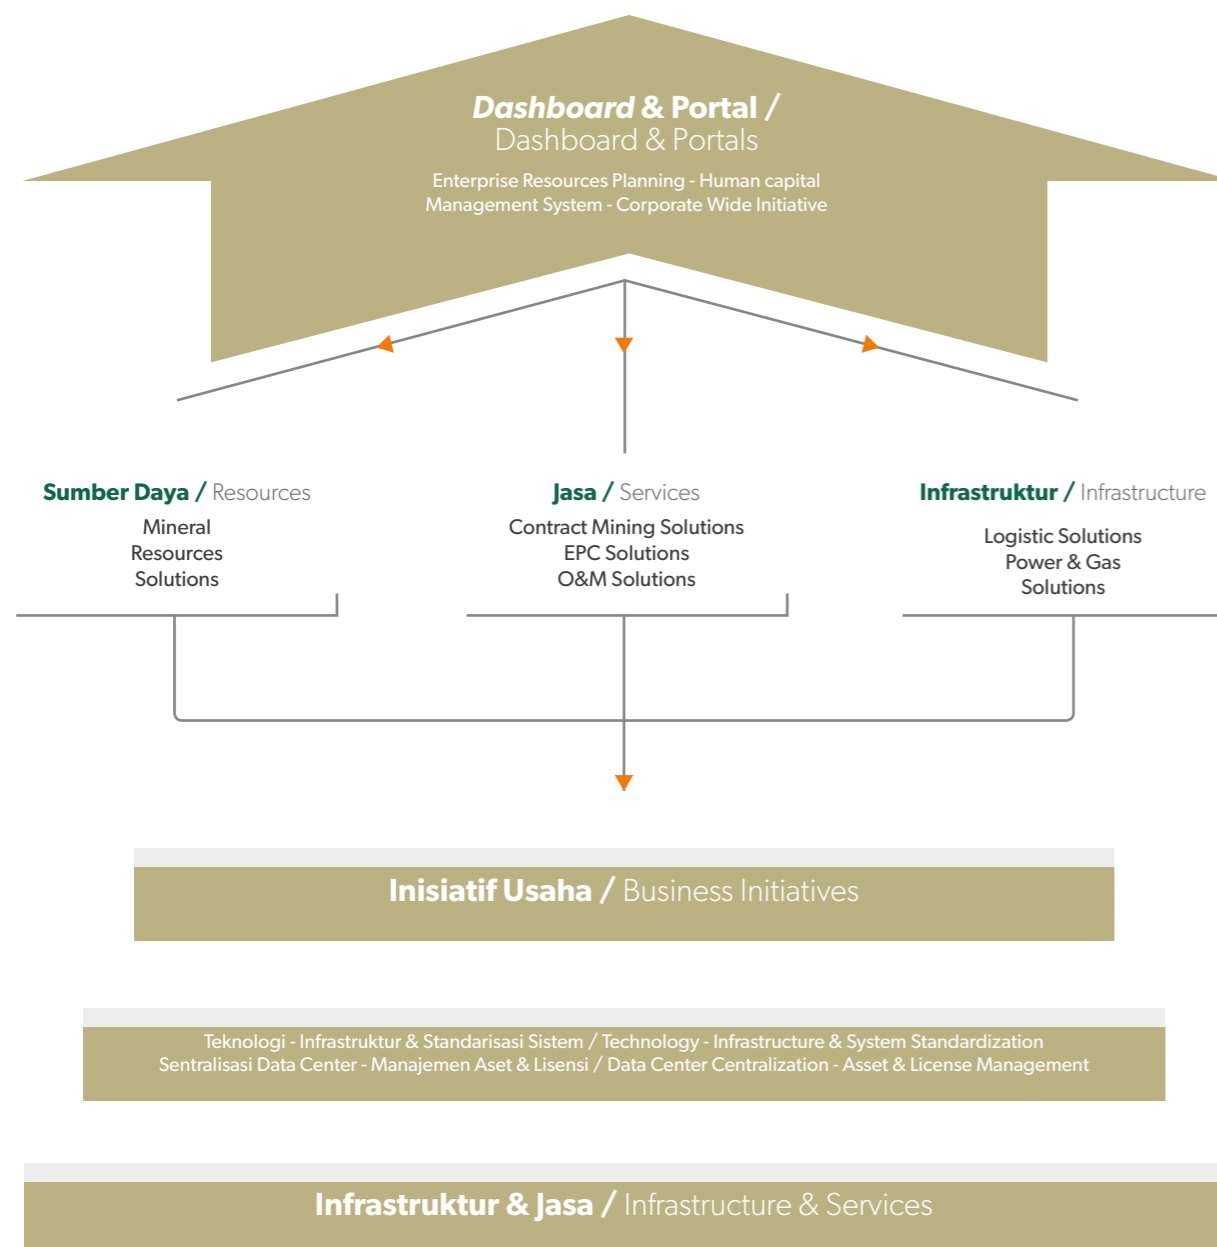 Dashboard & Portal /
Dashboard & Portals
Enterprise Resources Planning - Human capital
Management System - Corporate Wide Initiative
Sumber Daya / Resources
Mineral
Resources
Solutions
Jasa / Services
Contract Mining Solutions
EPC Solutions
O&M Solutions
Infrastruktur / Infrastructure
Logistic Solutions
Power & Gas
Solutions
Inisiatif Usaha / Business Initiatives
Teknologi - Infrastruktur & Standarisasi Sistem / Technology - Infrastructure & System Standardization
Sentralisasi Data Center - Manajemen Aset & Lisensi / Data Center Centralization - Asset & License Management
Infrastruktur & Jasa / Infrastructure & Services